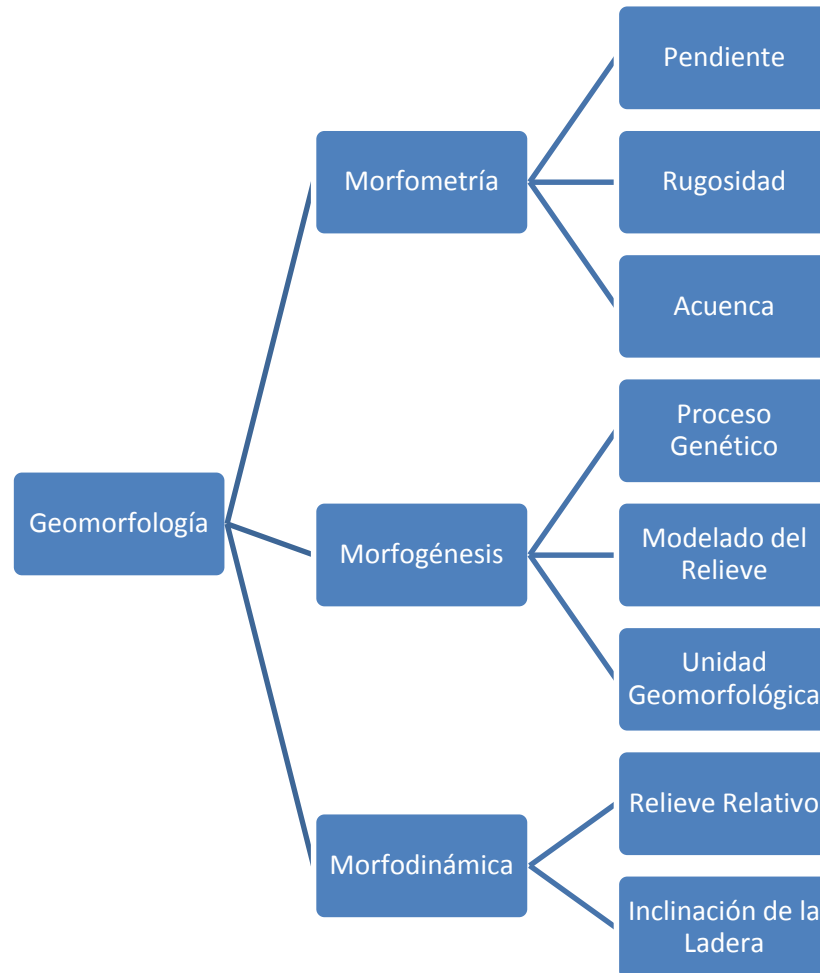 Pendiente
Morfometría
Rugosidad
Acuenca
Proceso
Genético
Geomorfología
Morfogénesis
Modelado del
Relieve
Unidad
Geomorfológica
Relieve Relativo
Morfodinámica
Inclinación de la
Ladera